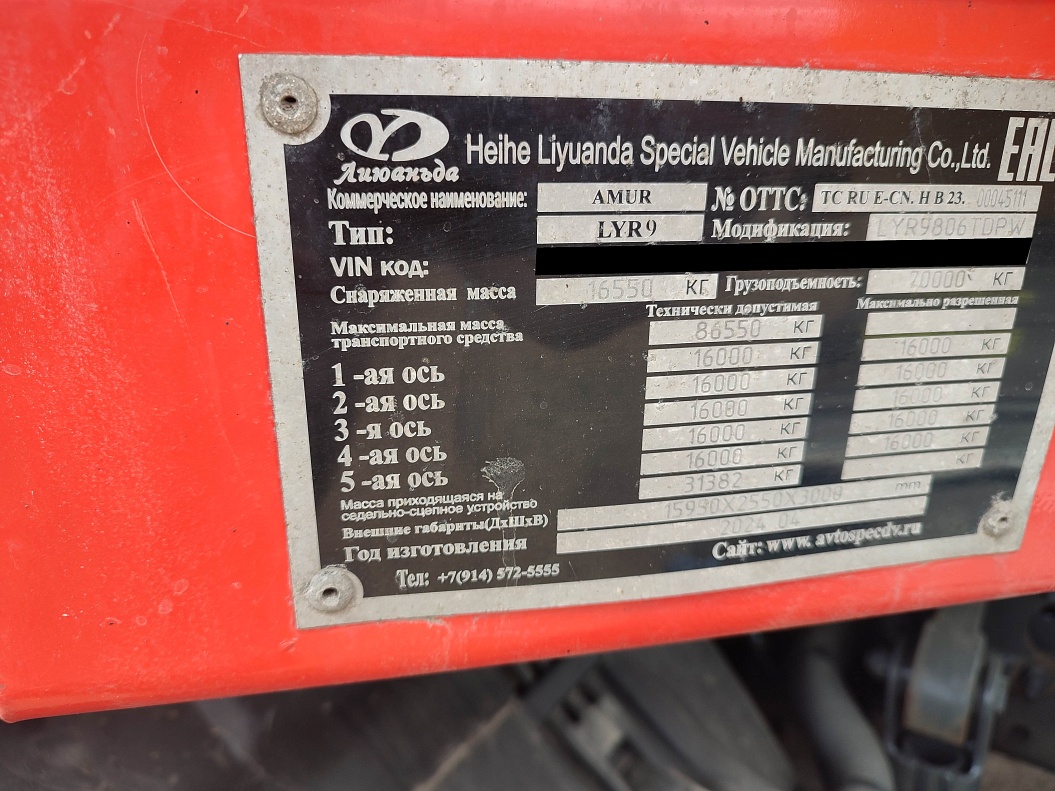 Лиюаньда
Heihe Liyuanda Special Vehicle Manufacturing Co.,Ltd. EAC
Коммерческое наименование: AMUR № ОТТС: TC RU E-CN. H B 23. 00045111
Тип: LYR9 Модификация: LYR9806TDPW
VIN код:
Снаряженная масса 16550 КГ Грузоподъемность: 70000 КГ
Технически допустимая Максимально разрешенная
Максимальная масса
транспортного средства 86550 КГ
1 -ая ось 16000 КГ 16000 КГ
2 -ая ось 16000 КГ 16000 КГ
3 -я ось 16000 КГ 16000 КГ
4 -ая ось 16000 КГ 16000 КГ
5 -ая ось 16000 КГ 16000 КГ
Масса приходящаяся на
седельно-сцепное устройство 31382 КГ КГ
Внешние габариты(ДхШхВ) 15930X2550X3000 mm
Год изготовления 2024 04
Тел: +7(914) 572-5555 Сайт: www. avtospecdv.ru